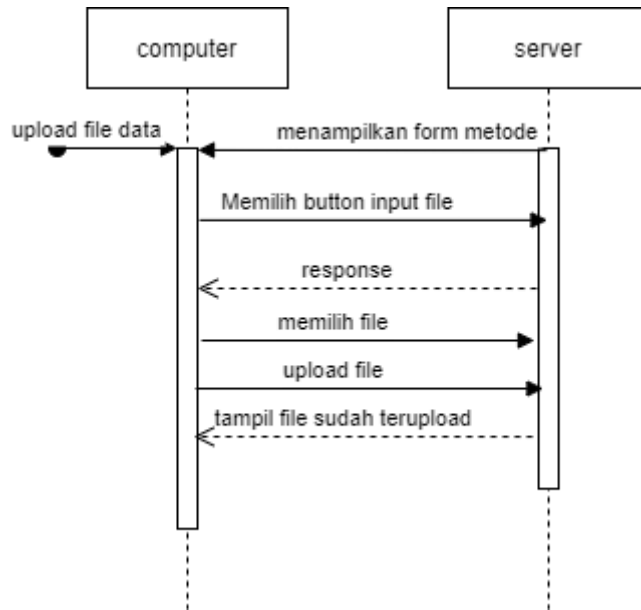 computer
server
upload file data
menampilkan form metode
Memilih button input file
response
memilih file
upload file
tampil file sudah terupload